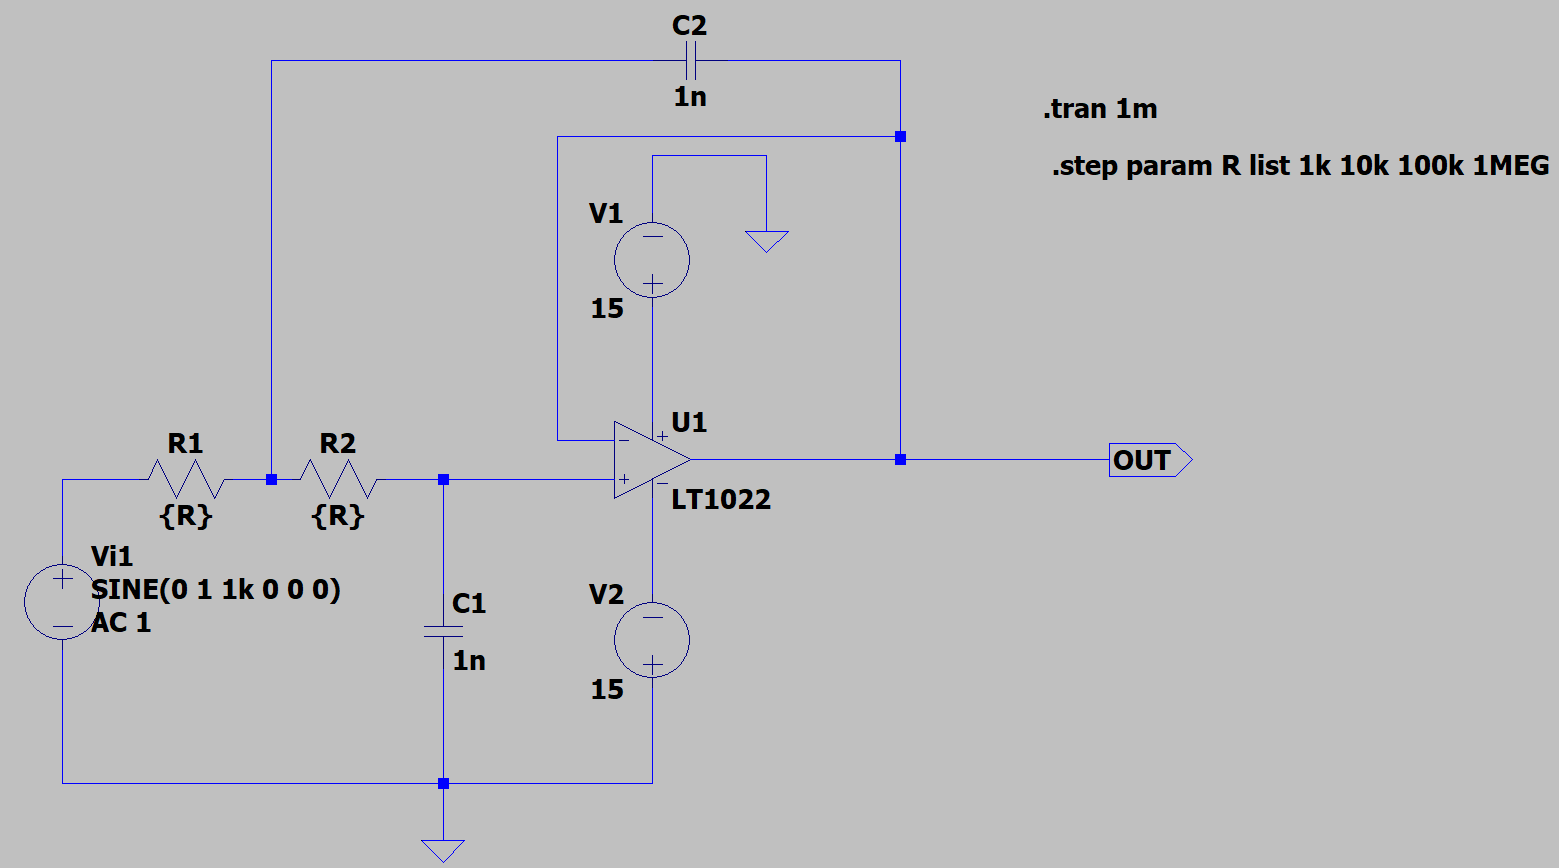 C2
1n
.tran 1m
.step param R list 1k 10k 100k 1MEG
V1
15
R1
{R}
R2
{R}
U1
LT1022
OUT
Vi1
SINE(0 1 1k 0 0 0)
AC 1
C1
1n
V2
15